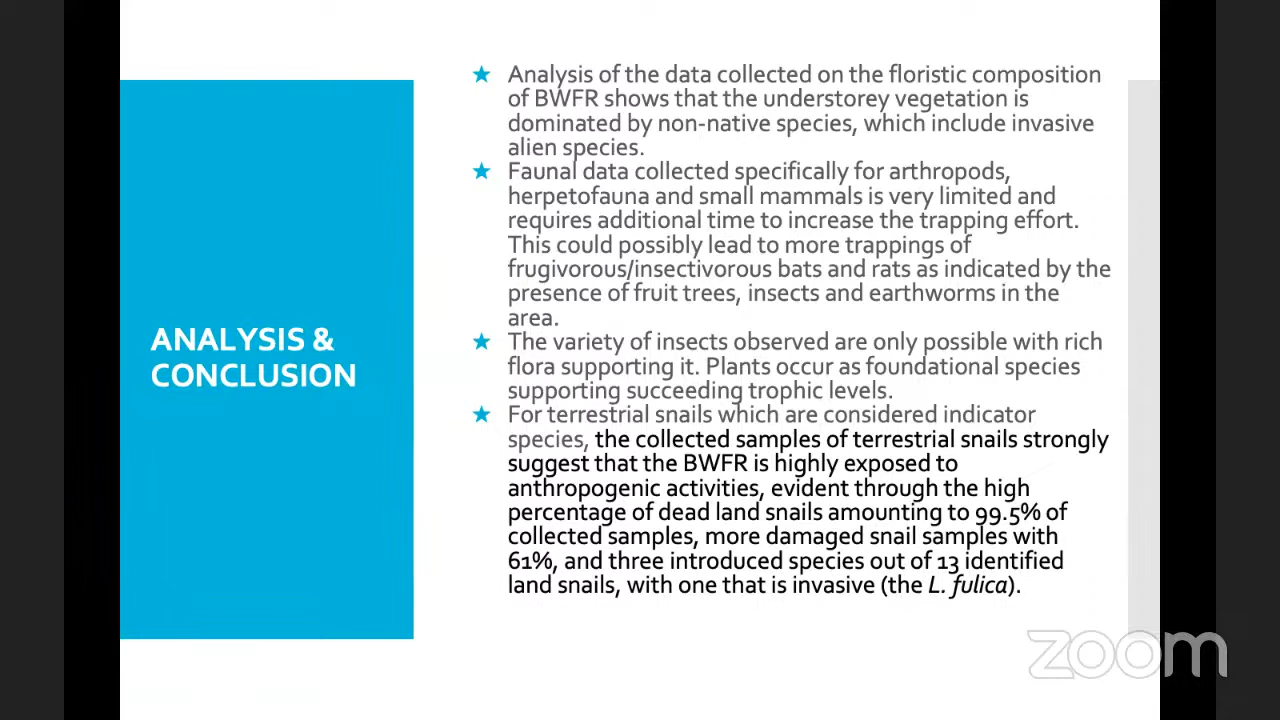 ANALYSIS &
CONCLUSION
Analysis of the data collected on the floristic composition
of BWFR shows that the understorey vegetation is
dominated by non-native species, which include invasive
alien species.
Faunal data collected specifically for arthropods,
herpetofauna and small mammals is very limited and
requires additional time to increase the trapping effort.
This could possibly lead to more trappings of
frugivorous/insectivorous bats and rats as indicated by the
presence of fruit trees, insects and earthworms in the
area.
The variety of insects observed are only possible with rich
flora supporting it. Plants occur as foundational species
supporting succeeding trophic levels.
For terrestrial snails which are considered indicator
species, the collected samples of terrestrial snails strongly
suggest that the BWFR is highly exposed to
anthropogenic activities, evident through the high
percentage of dead land snails amounting to 99.5% of
collected samples, more damaged snail samples with
61%, and three introduced species out of 13 identified
land snails, with one that is invasive (the L. fulica).
zoom